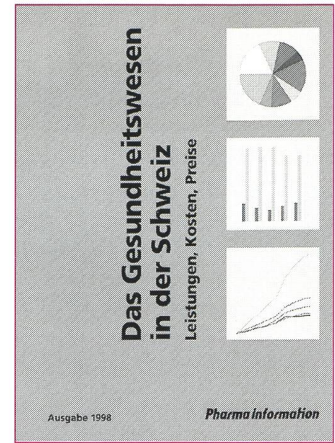 Das Gesundheitswesen
in der Schweiz
Leistungen, Kosten, Preise
Ausgabe 1998
Pharma Information